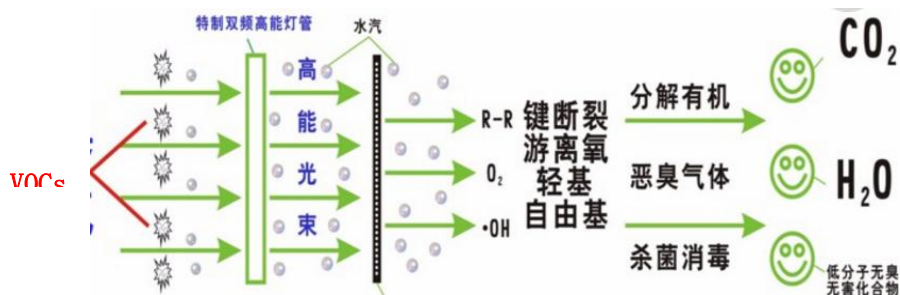 特制双频高能灯管
水汽
VOCs
高
能
光
束
R-R
O₂
·OH
键断裂
游离氧
轻基
自由基
分解有机
恶臭气体
杀菌消毒
CO₂
H₂O
低分子无臭
无害化合物